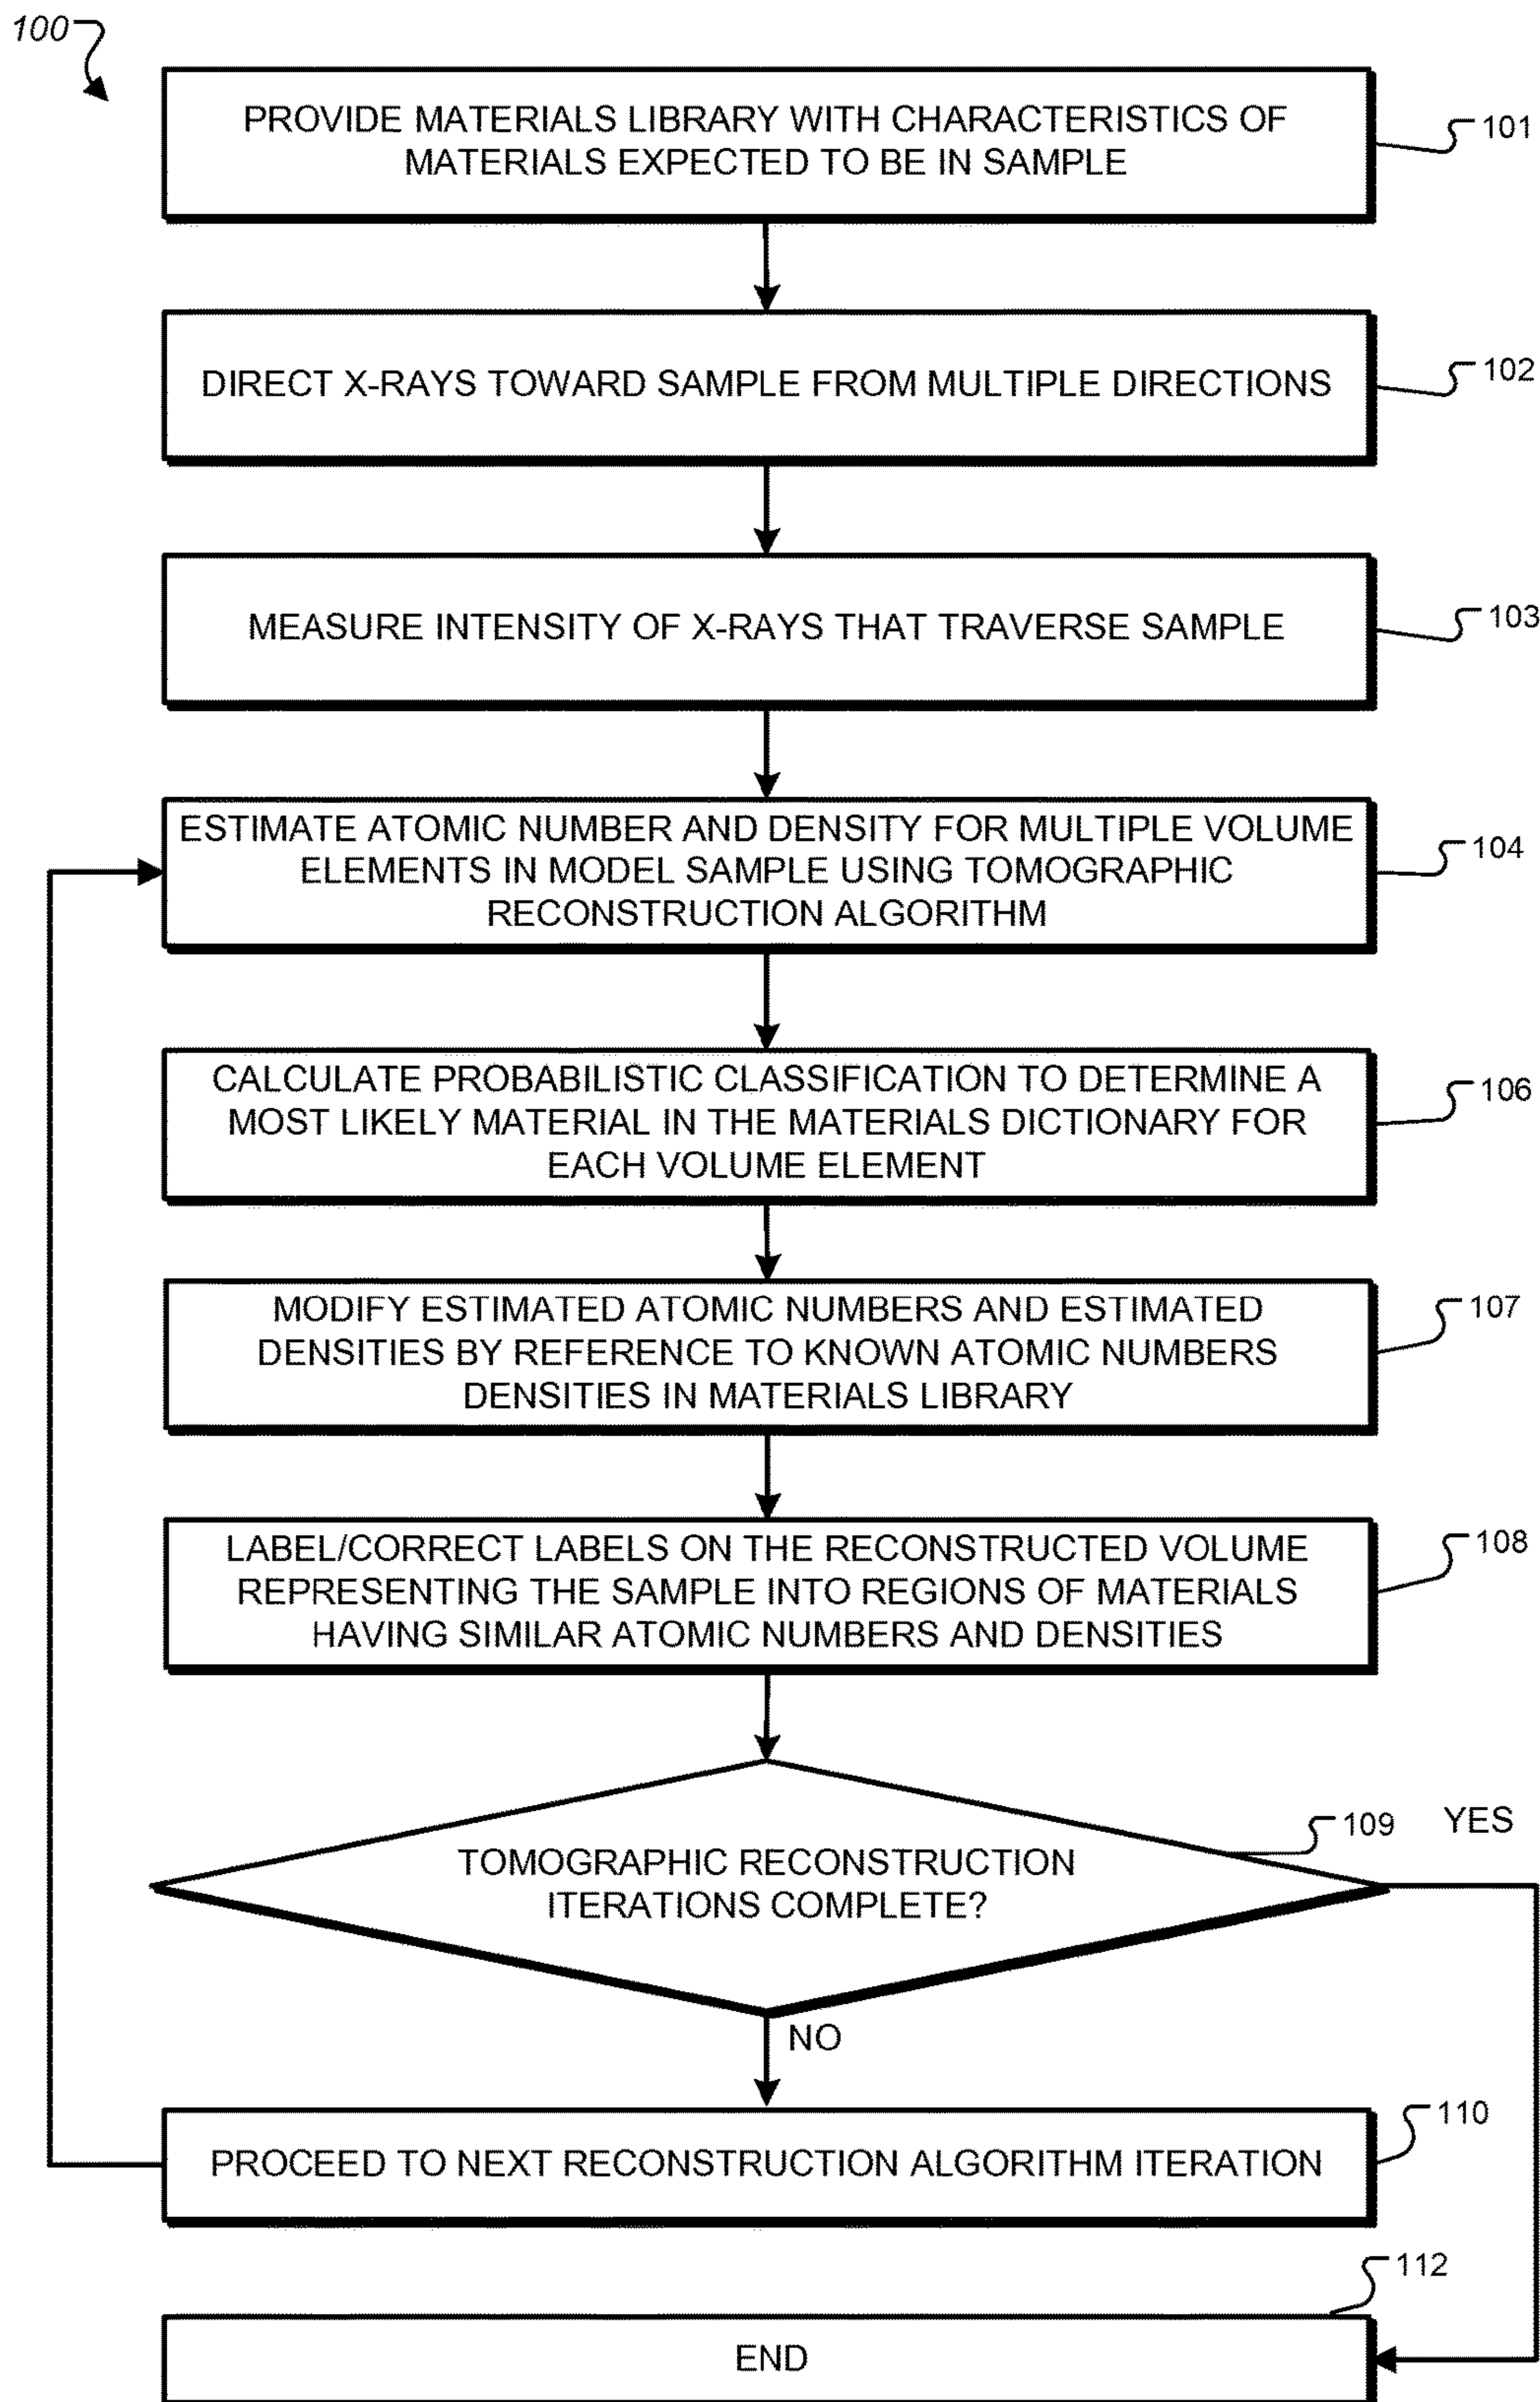 100
PROVIDE MATERIALS LIBRARY WITH CHARACTERISTICS OF
MATERIALS EXPECTED TO BE IN SAMPLE
101
DIRECT X-RAYS TOWARD SAMPLE FROM MULTIPLE DIRECTIONS
102
MEASURE INTENSITY OF X-RAYS THAT TRAVERSE SAMPLE
103
ESTIMATE ATOMIC NUMBER AND DENSITY FOR MULTIPLE VOLUME
ELEMENTS IN MODEL SAMPLE USING TOMOGRAPHIC
RECONSTRUCTION ALGORITHM
104
CALCULATE PROBABILISTIC CLASSIFICATION TO DETERMINE A
MOST LIKELY MATERIAL IN THE MATERIALS DICTIONARY FOR
EACH VOLUME ELEMENT
106
MODIFY ESTIMATED ATOMIC NUMBERS AND ESTIMATED
DENSITIES BY REFERENCE TO KNOWN ATOMIC NUMBERS
DENSITIES IN MATERIALS LIBRARY
107
LABEL/CORRECT LABELS ON THE RECONSTRUCTED VOLUME
REPRESENTING THE SAMPLE INTO REGIONS OF MATERIALS
HAVING SIMILAR ATOMIC NUMBERS AND DENSITIES
108
TOMOGRAPHIC RECONSTRUCTION
ITERATIONS COMPLETE?
109
YES
NO
PROCEED TO NEXT RECONSTRUCTION ALGORITHM ITERATION
110
END
112